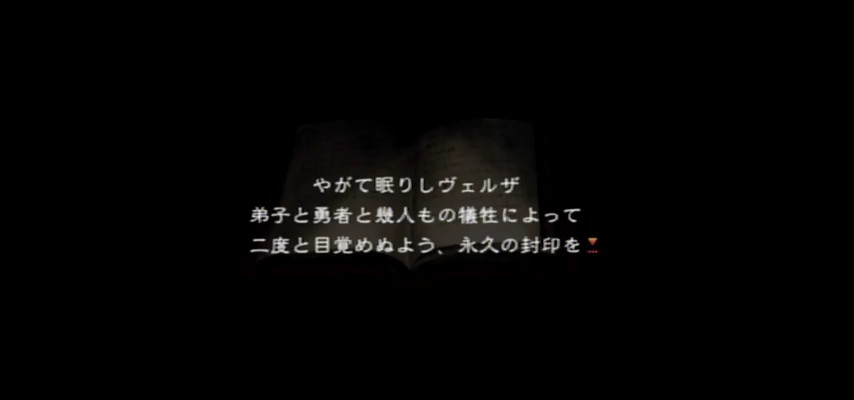 やがて眠りしヴェルザ
弟子と勇者と幾人もの犠牲によって
二度と目覚めぬよう、永久の封印を